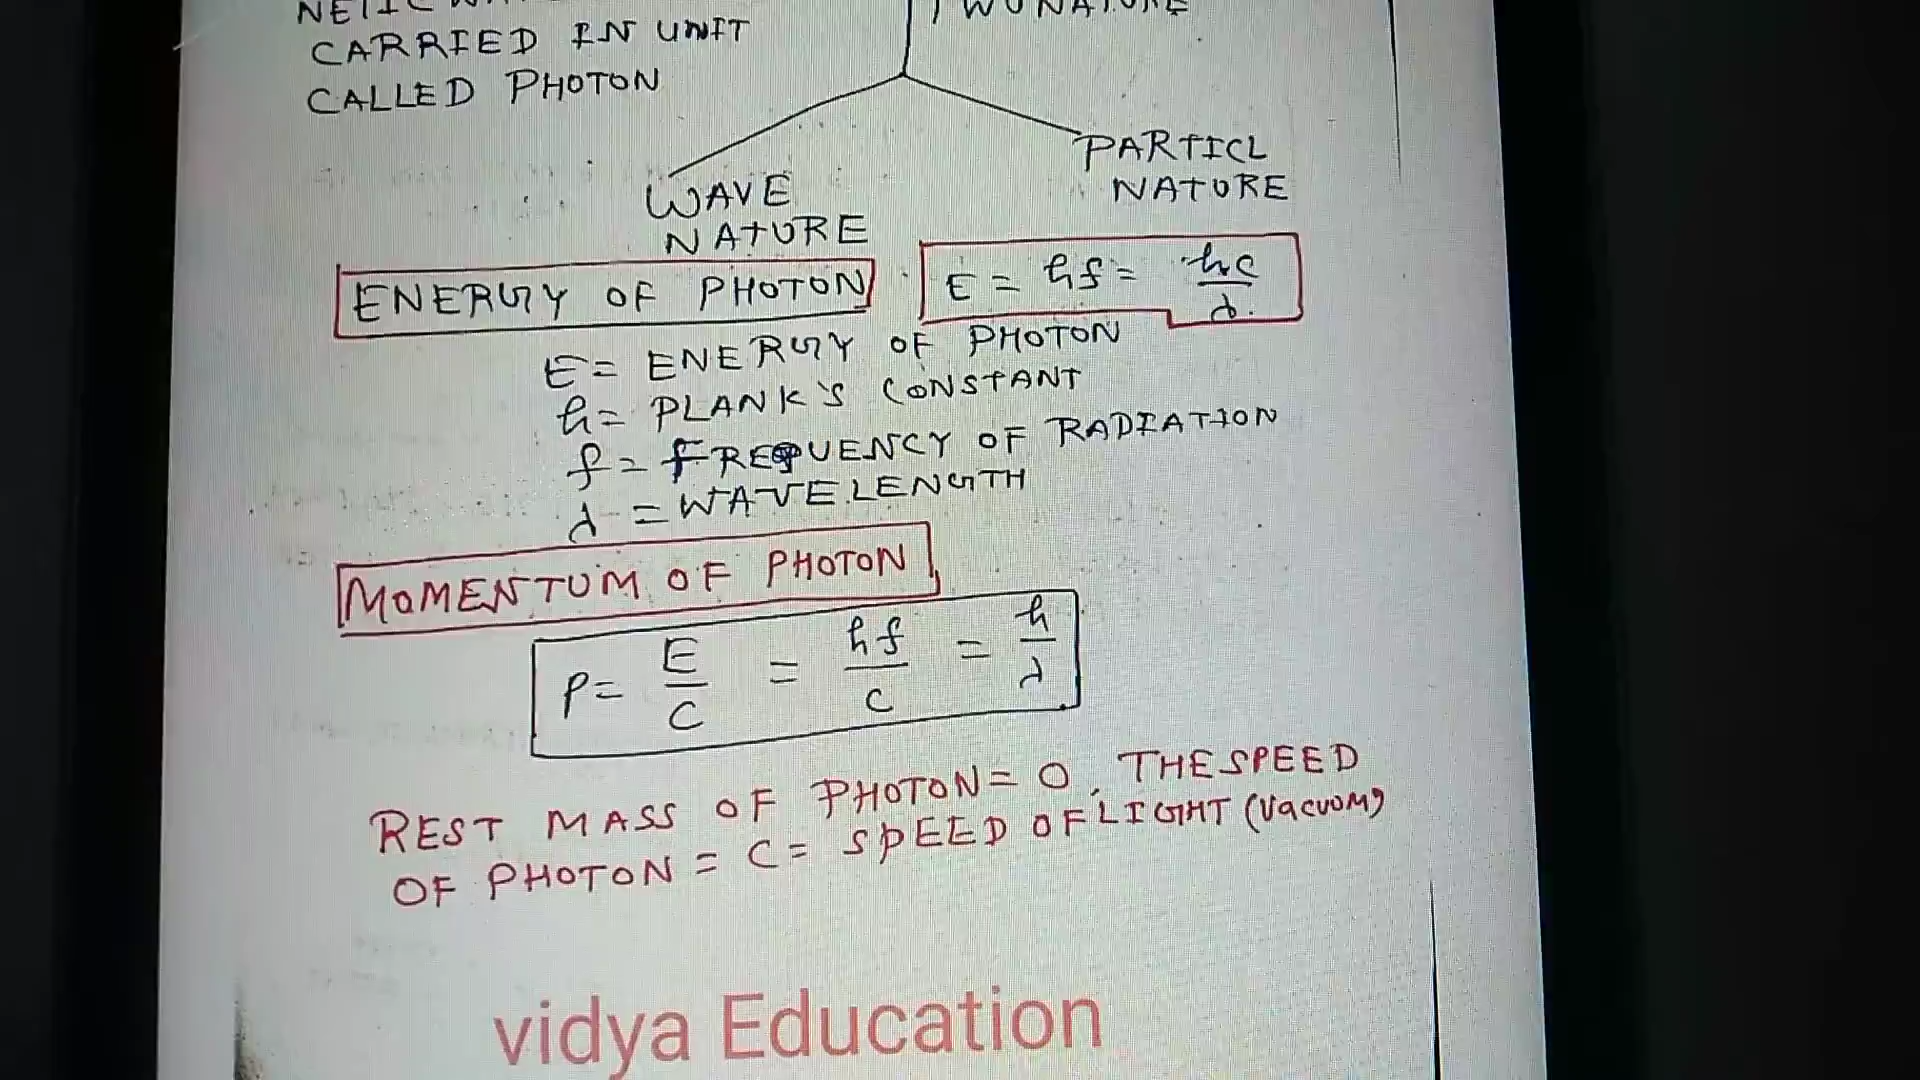 CARRIED IN UNIT
CALLED PHOTON
TWO NATURE
WAVE
NATURE
PARTICL
NATURE
ENERGY OF PHOTON
E = hf = hc/λ
E = ENERGY OF PHOTON
h = PLANK'S CONSTANT
f = FREQUENCY OF RADIATION
λ = WAVELENGTH
MOMENTUM OF PHOTON
P = E/C = hf/c = h/λ
REST MASS OF PHOTON = 0, THE SPEED
OF PHOTON = C = SPEED OF LIGHT (Vacuum)
vidya Education